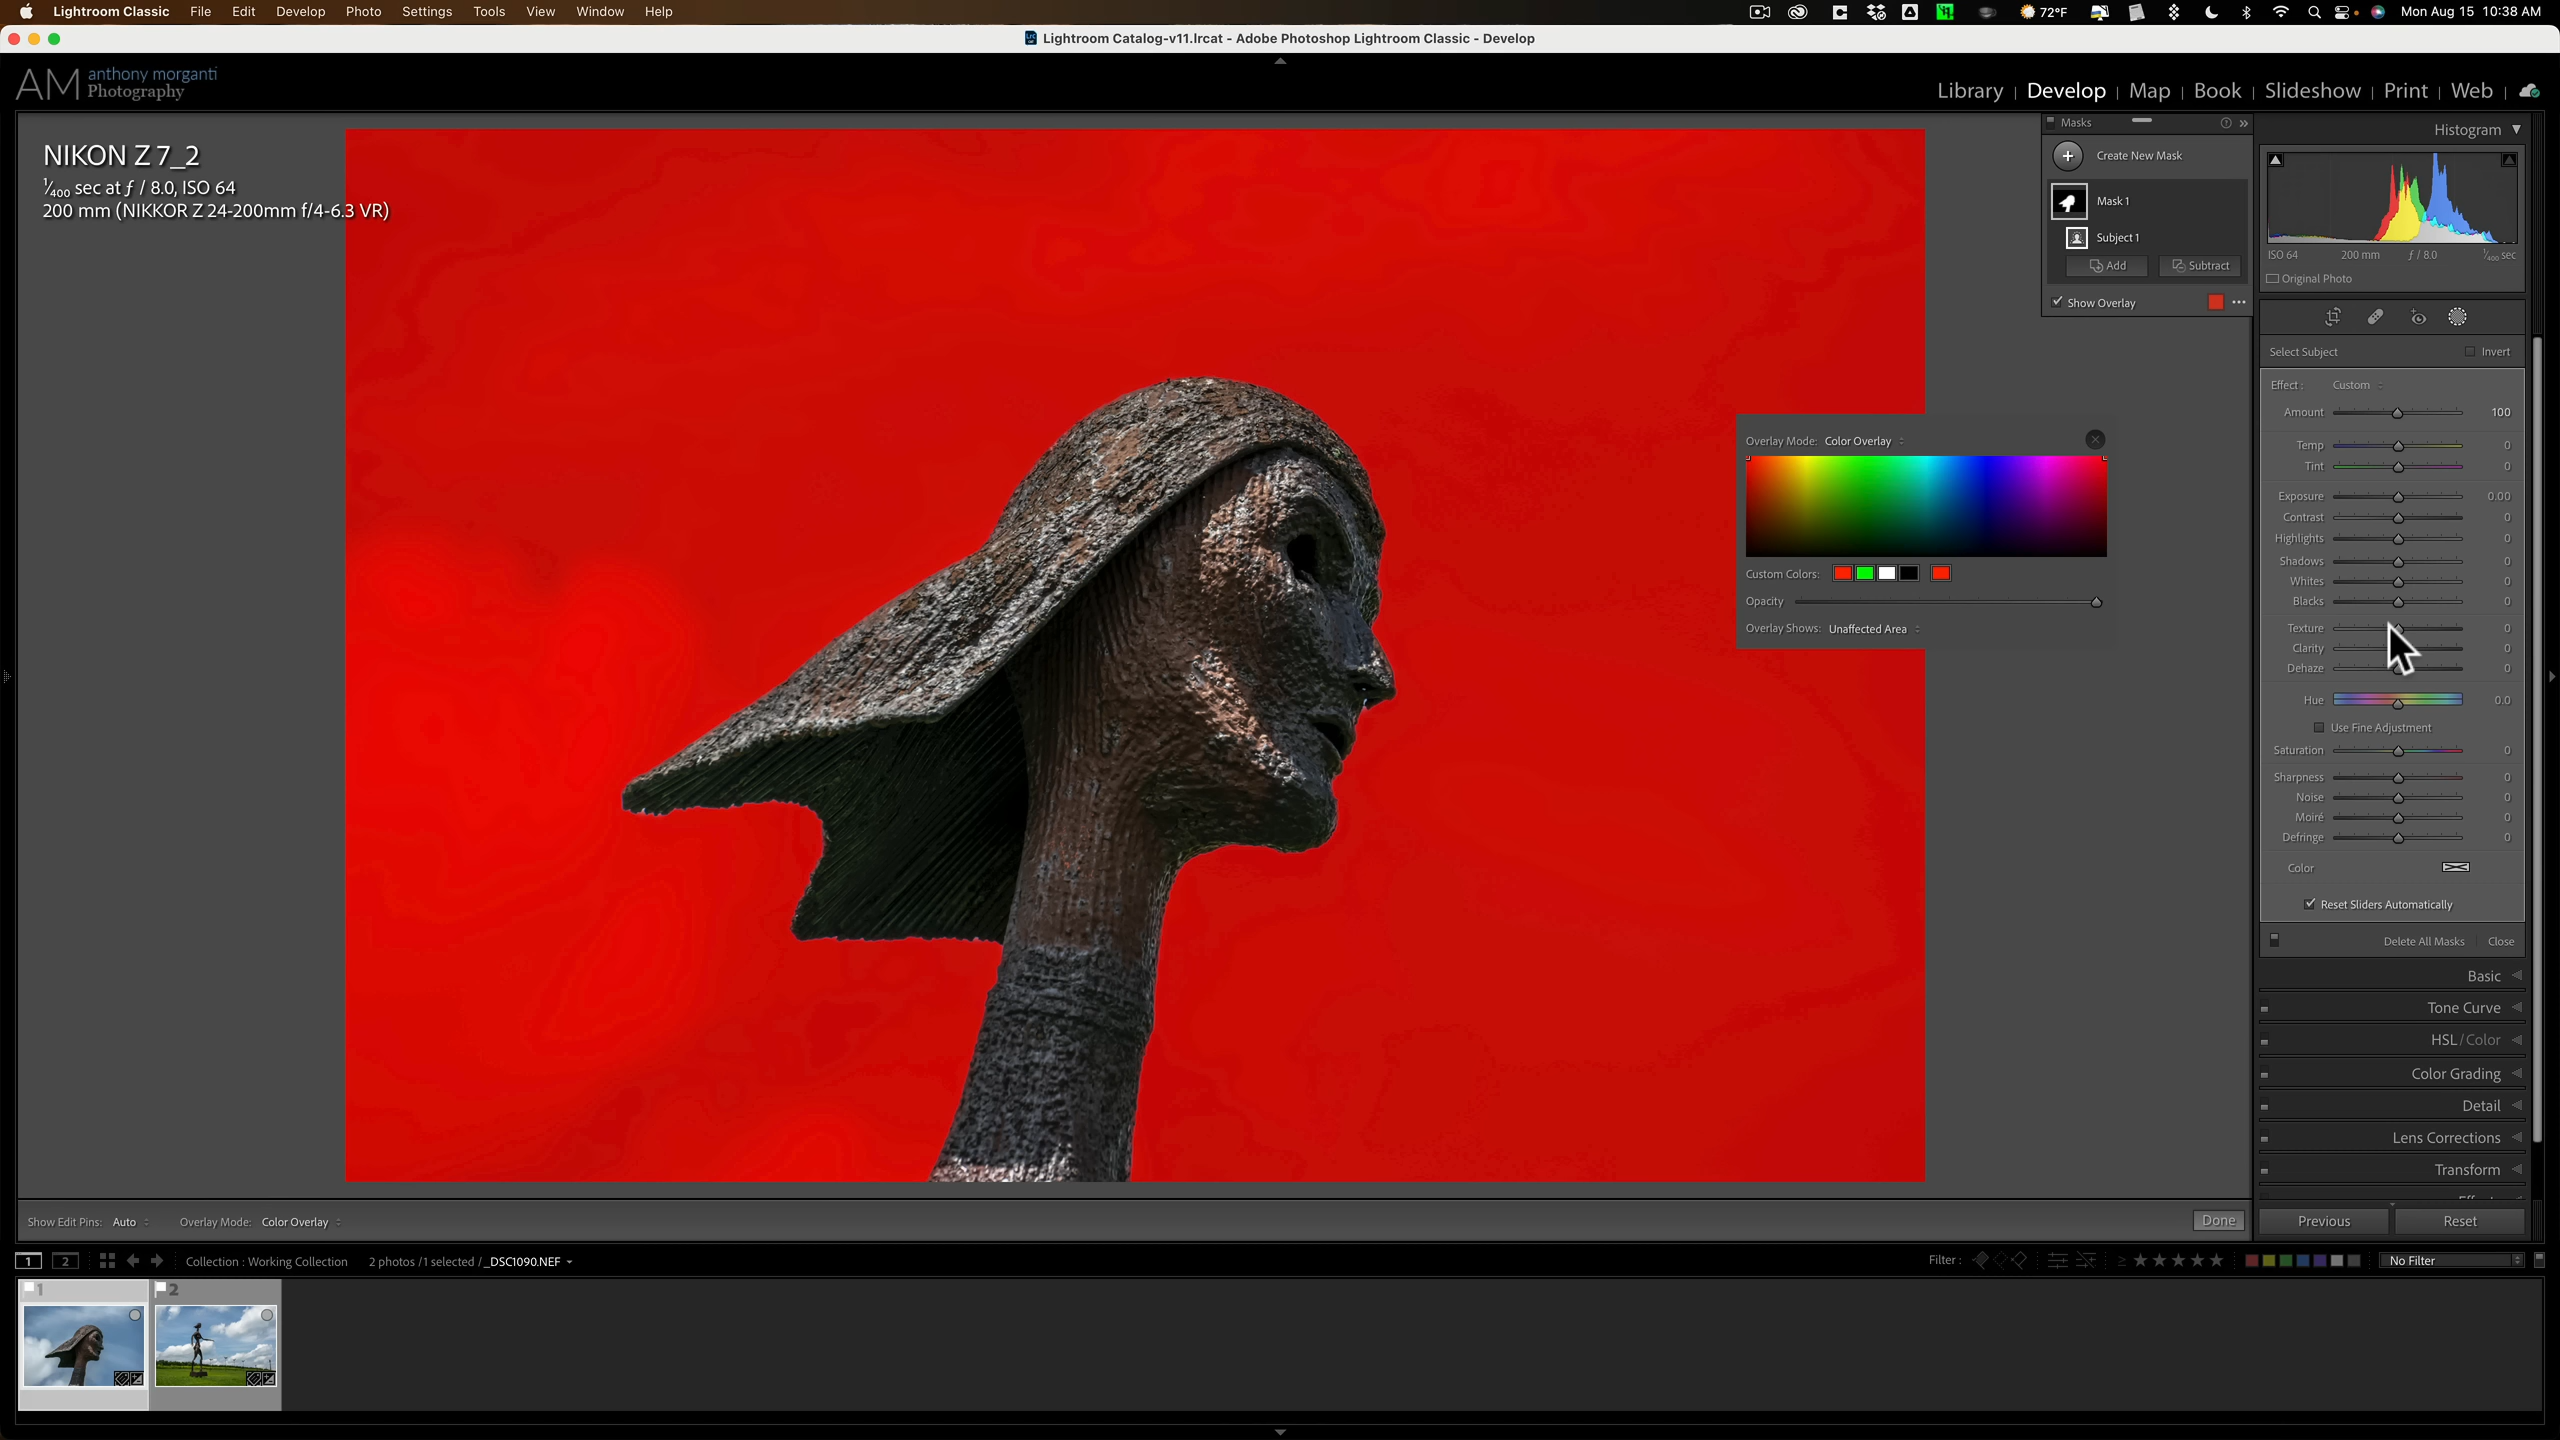 Lightroom Classic File Edit Develop Photo Settings Tools View Window Help 72°F Mon Aug 15 10:38 AM
Lightroom Catalog-v11.lrcat - Adobe Photoshop Lightroom Classic - Develop
AM anthony morganti
Photography
Library | Develop | Map | Book | Slideshow | Print | Web
NIKON Z 7_2
1/400 sec at ƒ / 8.0, ISO 64
200 mm (NIKKOR Z 24-200mm f/4-6.3 VR)
Masks
Create New Mask
Mask 1
Subject 1
Add Subtract
Show Overlay
Overlay Mode: Color Overlay
Custom Colors:
Opacity
Overlay Shows: Unaffected Area
Histogram
ISO 64 200 mm ƒ / 8.0 1/400 sec
Original Photo
Select Subject Invert
Effect : Custom
Amount 100
Temp 0
Tint 0
Exposure 0.00
Contrast 0
Highlights 0
Shadows 0
Whites 0
Blacks 0
Texture 0
Clarity 0
Dehaze 0
Hue 0.0
Use Fine Adjustment
Saturation 0
Sharpness 0
Noise 0
Moiré 0
Defringe 0
Color
Reset Sliders Automatically
Delete All Masks Close
Basic
Tone Curve
HSL / Color
Color Grading
Detail
Lens Corrections
Transform
Show Edit Pins: Auto Overlay Mode: Color Overlay Done Previous Reset
1 2 Collection : Working Collection 2 photos / 1 selected / _DSC1090.NEF Filter : ≥ No Filter
1 2